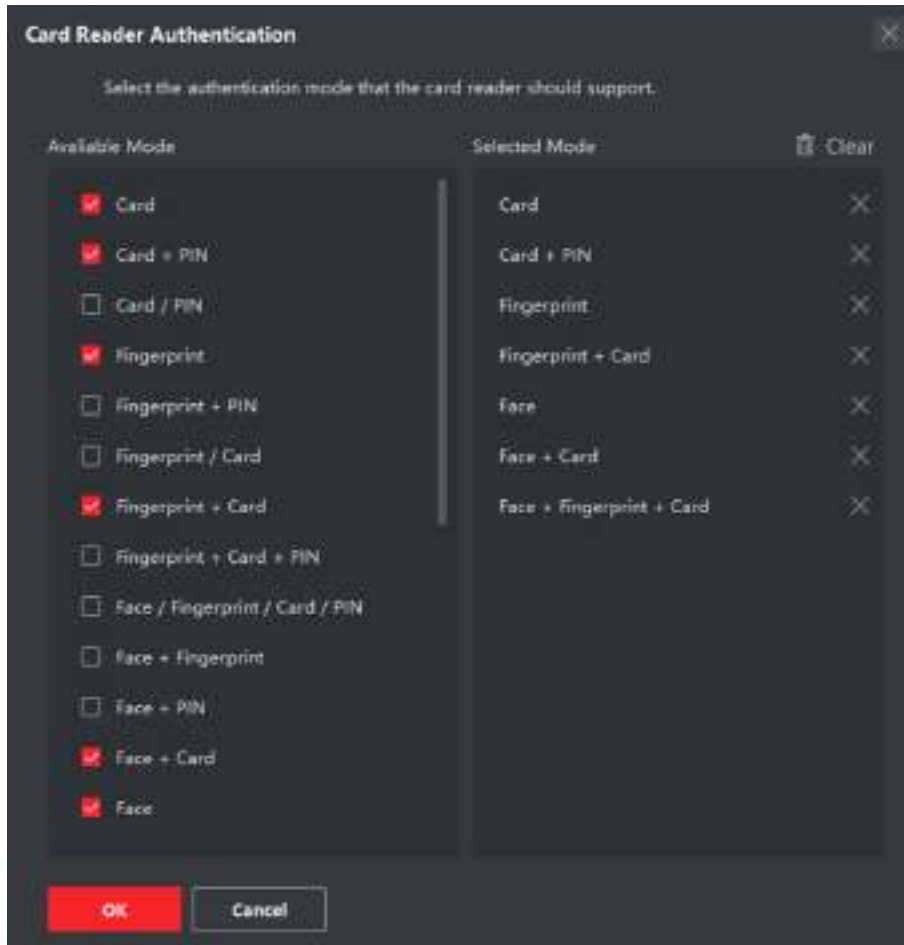 Card Reader Authentication
Select the authentication mode that the card reader should support.
Available Mode
Selected Mode
Clear
Card
Card + PIN
Card / PIN
Fingerprint
Fingerprint + PIN
Fingerprint / Card
Fingerprint + Card
Fingerprint + Card + PIN
Face / Fingerprint / Card / PIN
Face + Fingerprint
Face + PIN
Face + Card
Face
Card
Card + PIN
Fingerprint
Fingerprint + Card
Face
Face + Card
Face + Fingerprint + Card
OK
Cancel